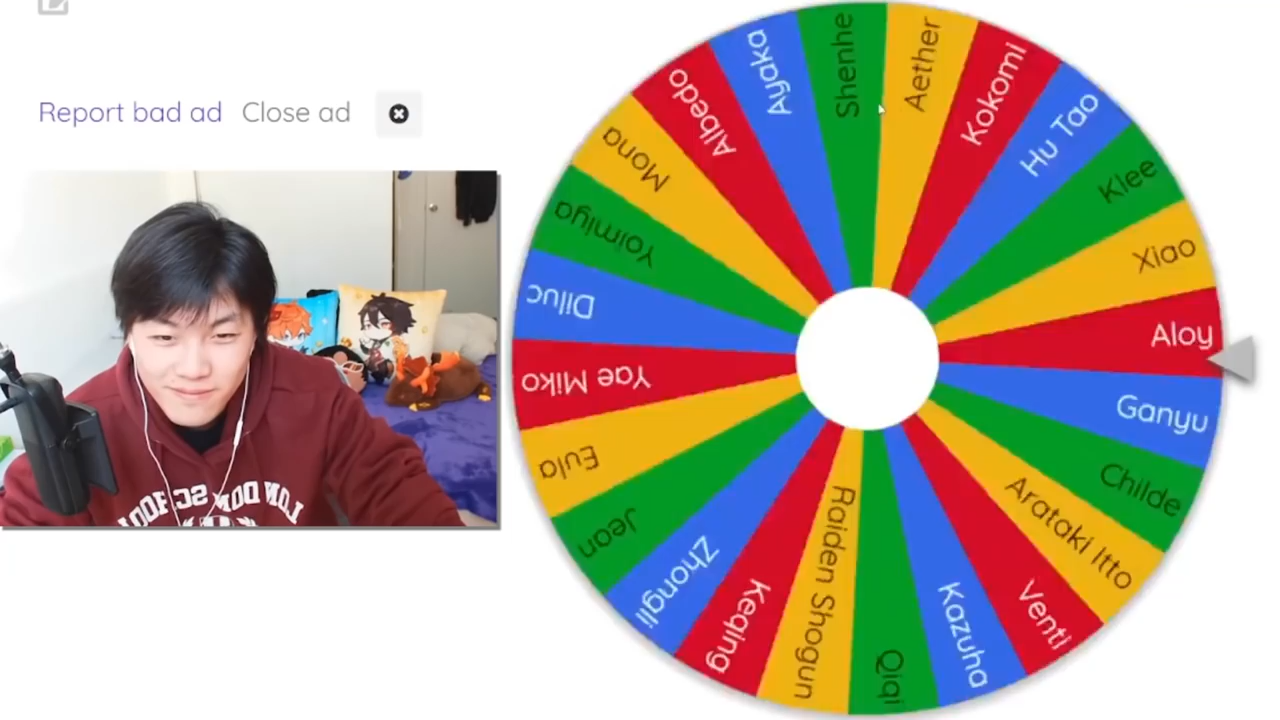 Report bad ad Close ad
Shenhe
Aether
Kokomi
Hu Tao
Klee
Xiao
Aloy
Ganyu
Childe
Arataki Itto
Venti
Kazuha
Qiqi
Raiden Shogun
Keqing
Zhongli
Jean
Eula
Yae Miko
Diluc
Yoimiya
Mona
Albedo
Ayaka